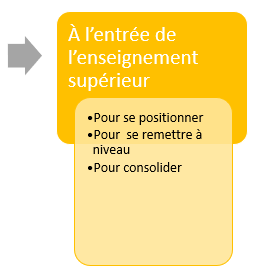 À l'entrée de
l'enseignement
supérieur
•Pour se positionner
•Pour  se remettre à
niveau
•Pour consolider